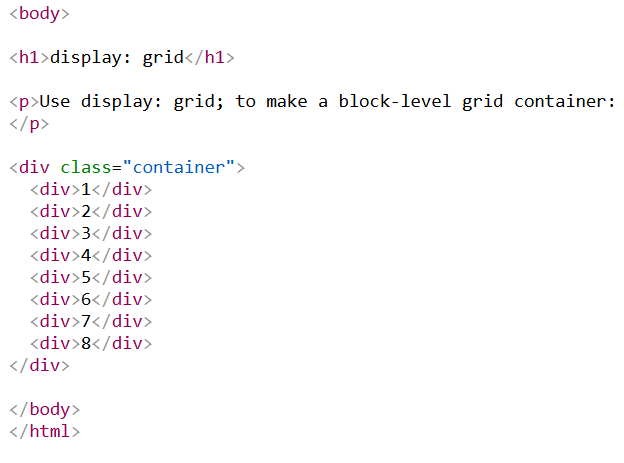 <body>
<h1>display: grid</h1>
<p>Use display: grid; to make a block-level grid container:
</p>
<div class="container">
  <div>1</div>
  <div>2</div>
  <div>3</div>
  <div>4</div>
  <div>5</div>
  <div>6</div>
  <div>7</div>
  <div>8</div>
</div>
</body>
</html>